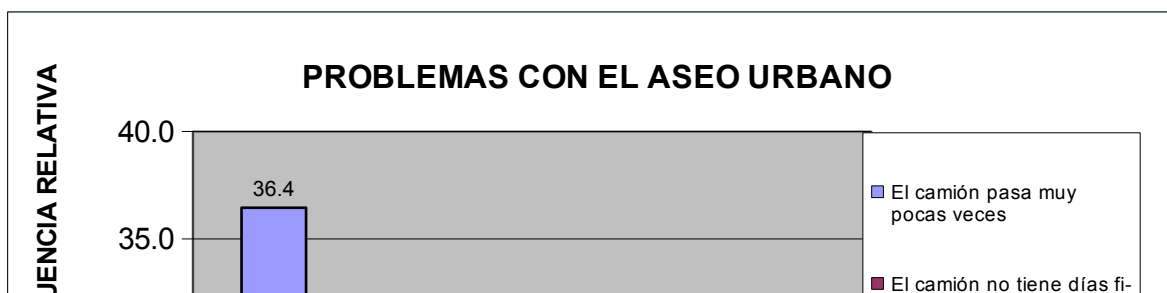 PROBLEMAS CON EL ASEO URBANO
UENCIA RELATIVA
40.0
36.4
35.0
El camión pasa muy
pocas veces
El camión no tiene días fi-